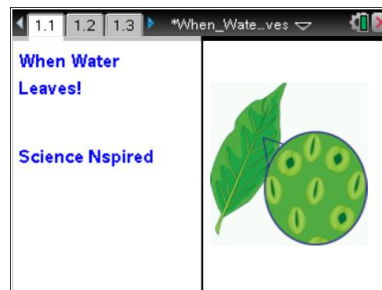 1.1 1.2 1.3 *When_Wate...ves
When Water
Leaves!
Science Nspired